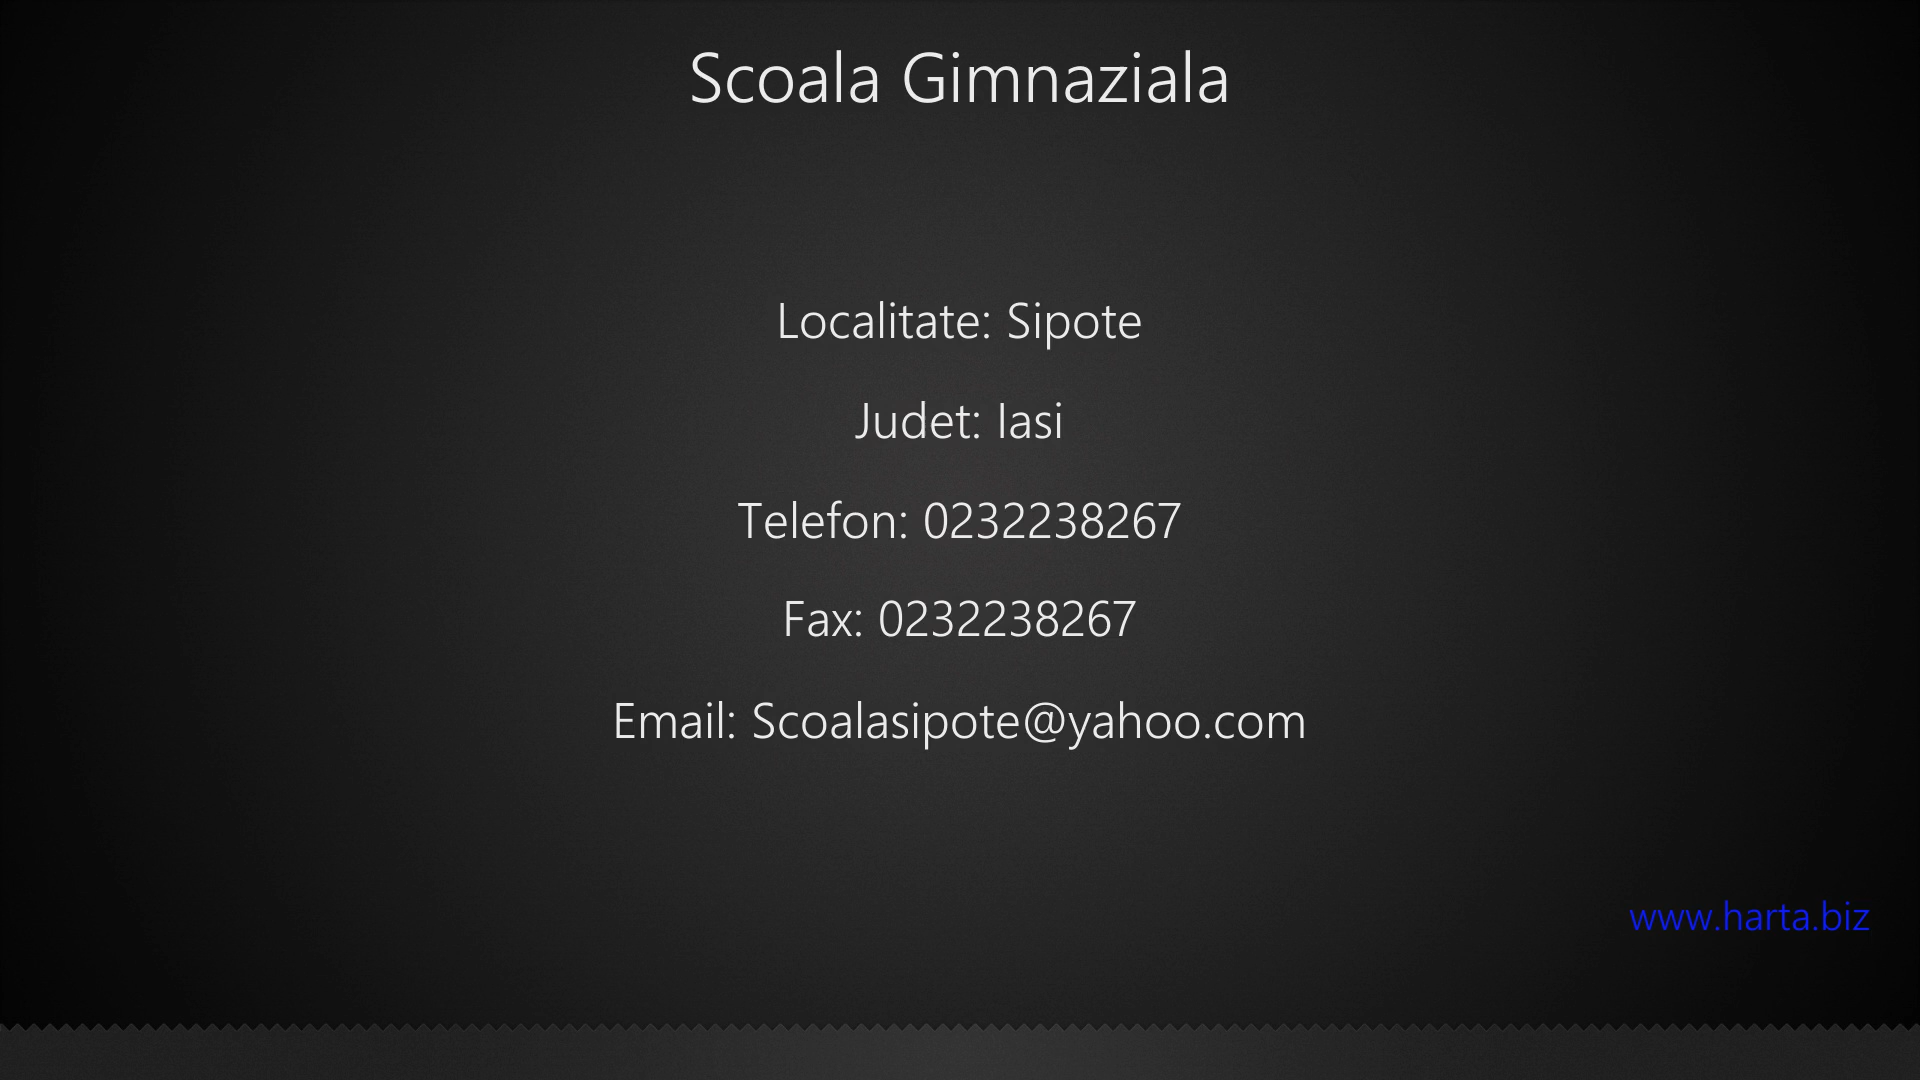 Scoala Gimnaziala
Localitate: Sipote
Judet: Iasi
Telefon: 0232238267
Fax: 0232238267
Email: Scoalasipote@yahoo.com
www.harta.biz